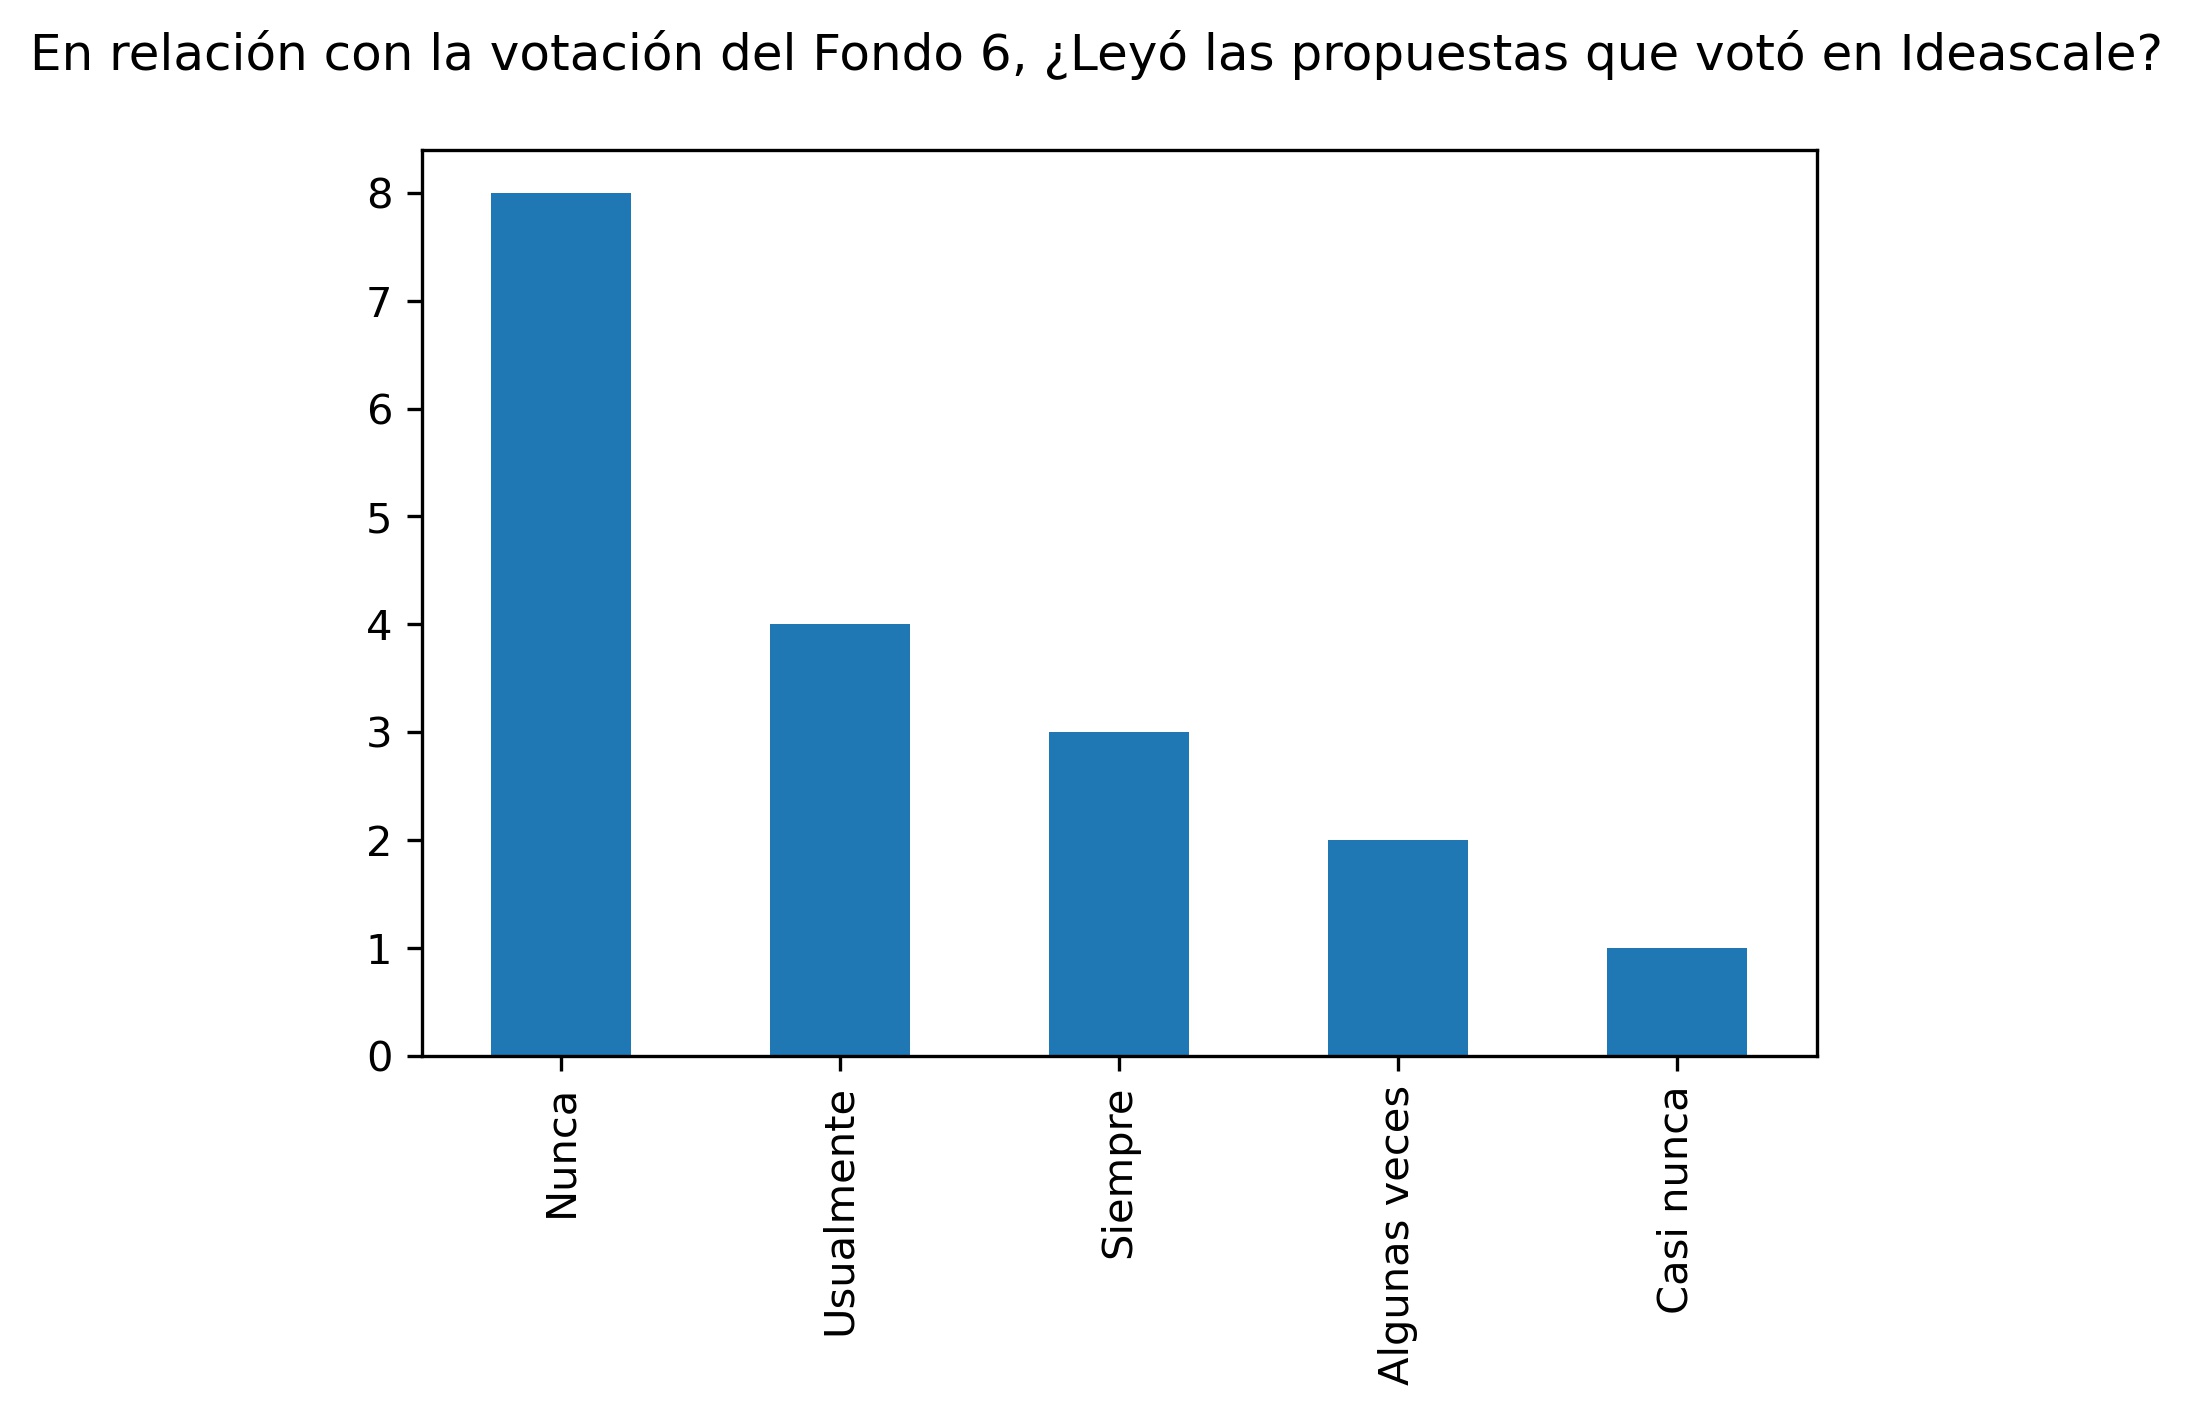 En relación con la votación del Fondo 6, ¿Leyó las propuestas que votó en Ideascale?
8
7
6
5
4
3
2
1
0
Nunca
Usualmente
Siempre
Algunas veces
Casi nunca